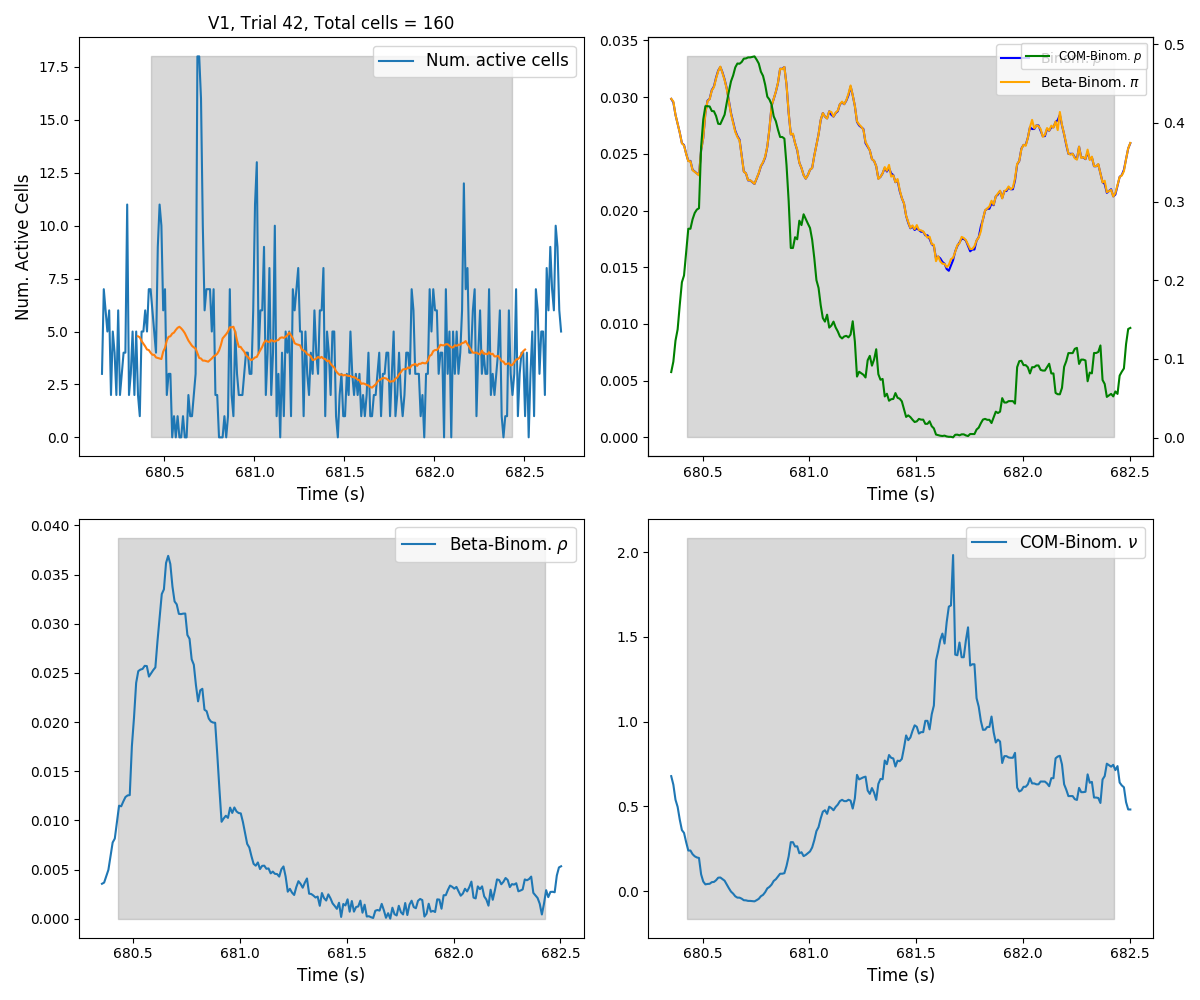 V1, Trial 42, Total cells = 160
Num. active cells
Num. Active Cells
17.5
15.0
12.5
10.0
7.5
5.0
2.5
0.0
680.5 681.0 681.5 682.0 682.5
Time (s)
COM-Binom. ρ
Beta-Binom. π
0.035
0.030
0.025
0.020
0.015
0.010
0.005
0.000
0.5
0.4
0.3
0.2
0.1
0.0
680.5 681.0 681.5 682.0 682.5
Time (s)
Beta-Binom. ρ
0.040
0.035
0.030
0.025
0.020
0.015
0.010
0.005
0.000
680.5 681.0 681.5 682.0 682.5
Time (s)
COM-Binom. ν
2.0
1.5
1.0
0.5
0.0
680.5 681.0 681.5 682.0 682.5
Time (s)